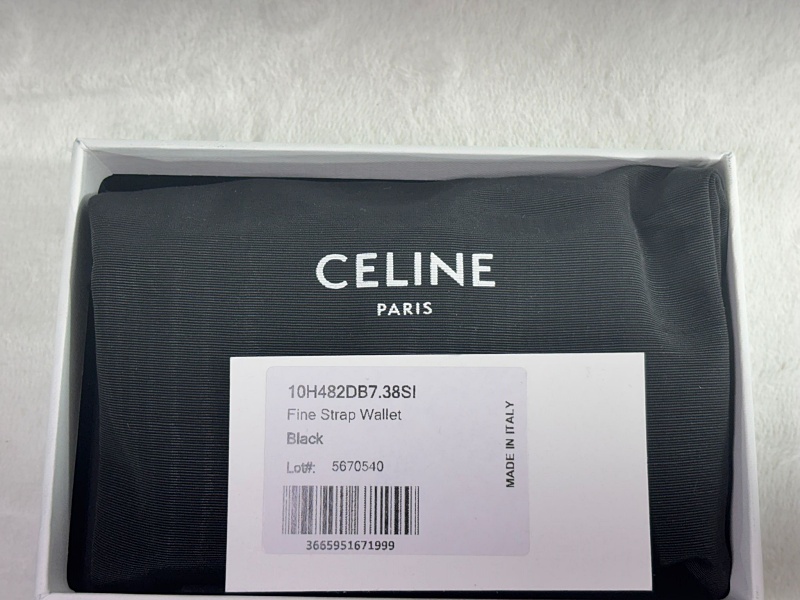 CELINE
PARIS
10H482DB7.38SI
Fine Strap Wallet
Black
Lot#: 5670540
3665951671999
MADE IN ITALY